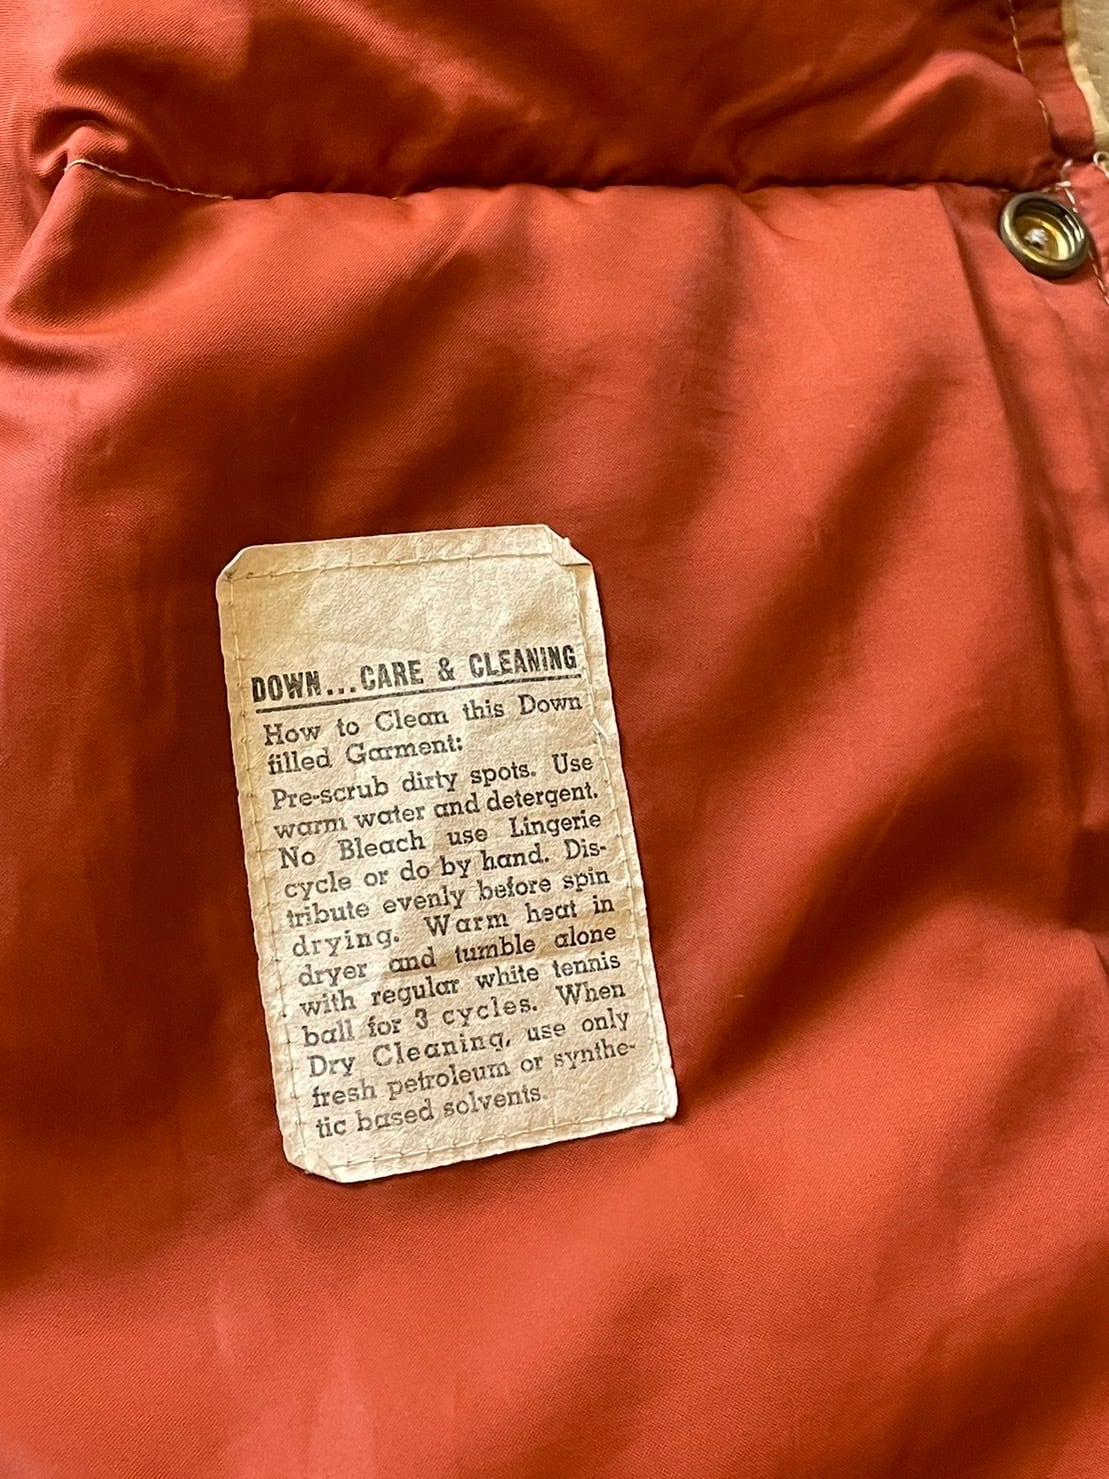 DOWN...CARE & CLEANING
How to Clean this Down
filled Garment:
Pre-scrub dirty spots. Use
warm water and detergent.
No Bleach use Lingerie
cycle or do by hand. Dis-
tribute evenly before spin
drying. Warm heat in
dryer and tumble alone
with regular white tennis
ball for 3 cycles. When
Dry Cleaning, use only
fresh petroleum or synthe-
tic based solvents.